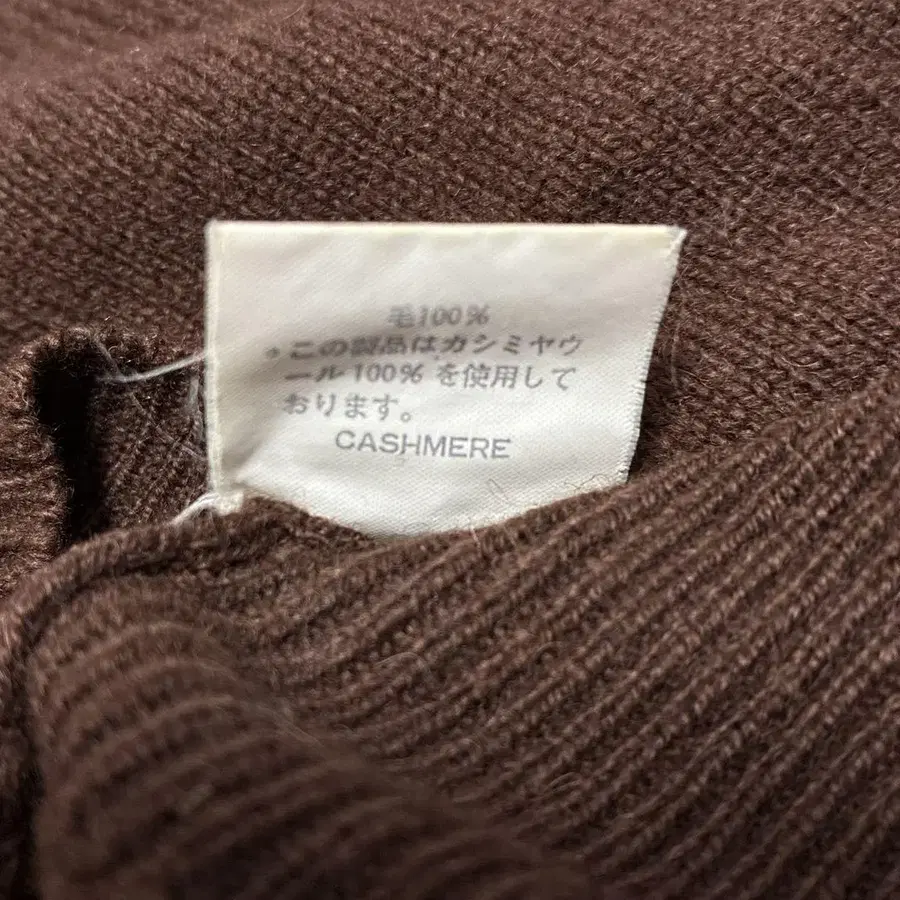 毛100%
•この製品はカシミヤウ
ール100%を使用して
おります。
CASHMERE